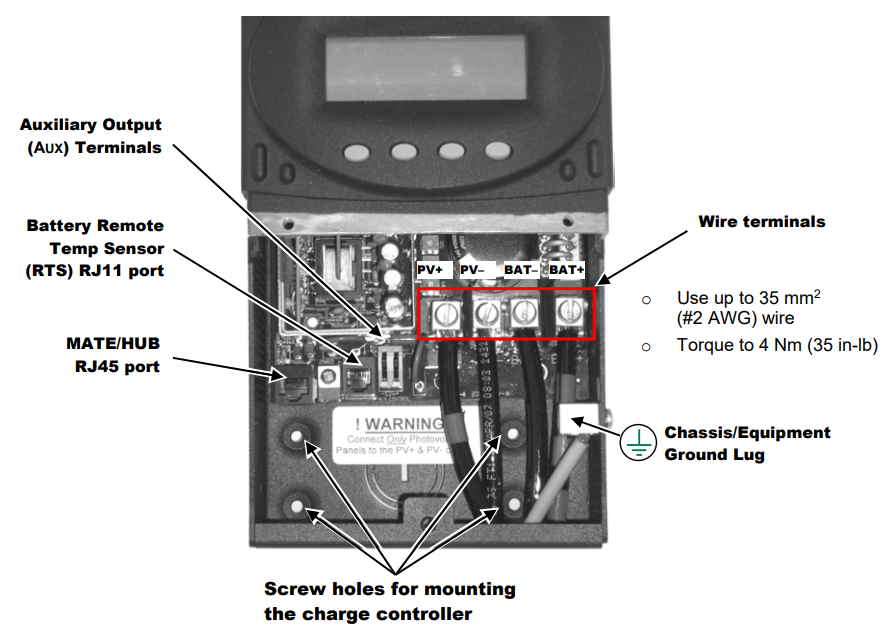 Auxiliary Output
(AUX) Terminals
Battery Remote
Temp Sensor
(RTS) RJ11 port
MATE/HUB
RJ45 port
PV+ PV– BAT– BAT+
Wire terminals
o Use up to 35 mm²
(#2 AWG) wire
o Torque to 4 Nm (35 in-lb)
! WARNING
Connect Only Photovo
Panels to the PV+ & PV-
Chassis/Equipment
Ground Lug
Screw holes for mounting
the charge controller